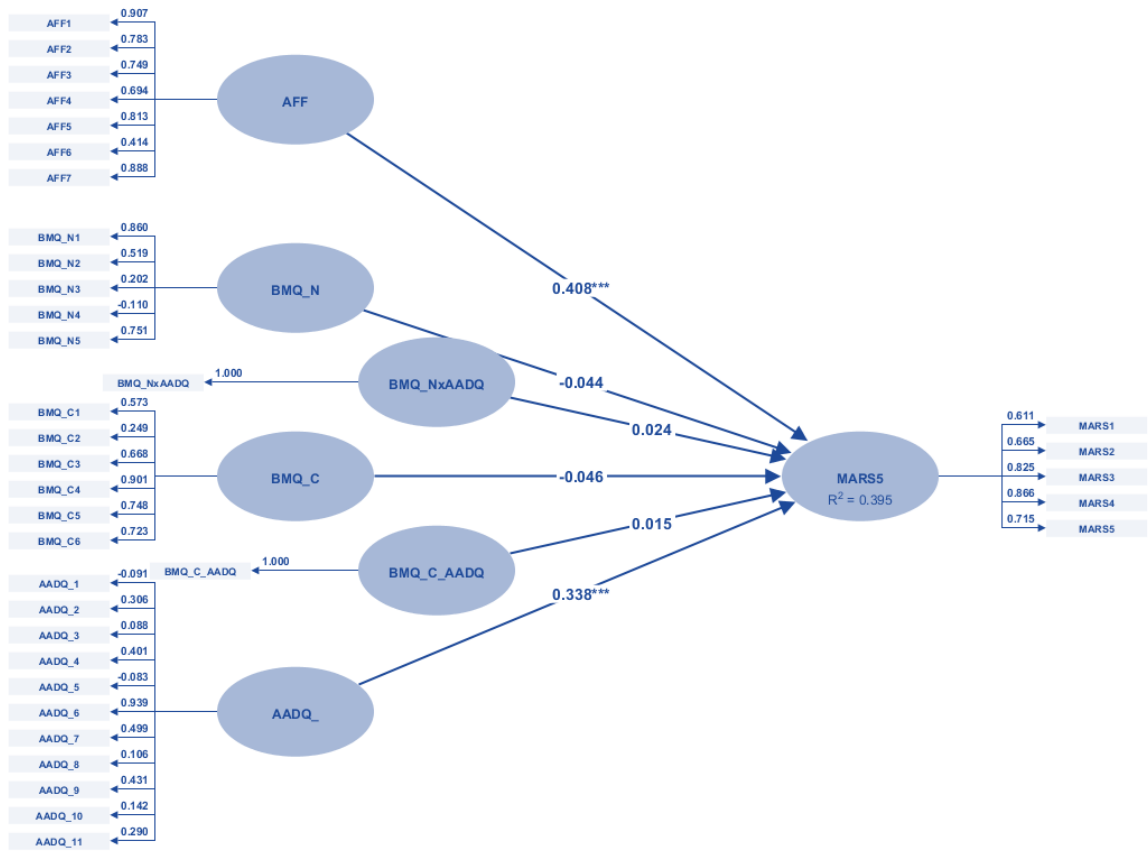 0.907
AFF1
0.783
AFF2
0.749
AFF3
0.694
AFF4
AFF
0.813
AFF5
0.414
AFF6
0.888
AFF7
0.860
BMQ_N1
0.519
BMQ_N2
0.202
BMQ_N3
BMQ_N
0.408***
-0.110
BMQ_N4
0.751
BMQ_N5
1.000
BMQ_NxAADQ
BMQ_NxAADQ
-0.044
0.573
BMQ_C1
0.024
0.249
BMQ_C2
0.668
BMQ_C3
BMQ_C
-0.046
0.901
BMQ_C4
0.748
BMQ_C5
0.723
BMQ_C6
MARS5
R² = 0.395
0.611
MARS1
0.665
MARS2
0.825
MARS3
0.866
MARS4
0.715
MARS5
0.015
1.000
BMQ_C_AADQ
BMQ_C_AADQ
0.338***
-0.091
AADQ_1
0.306
AADQ_2
0.088
AADQ_3
0.401
AADQ_4
-0.083
AADQ_5
0.939
AADQ_6
AADQ_
0.499
AADQ_7
0.106
AADQ_8
0.431
AADQ_9
0.142
AADQ_10
0.290
AADQ_11